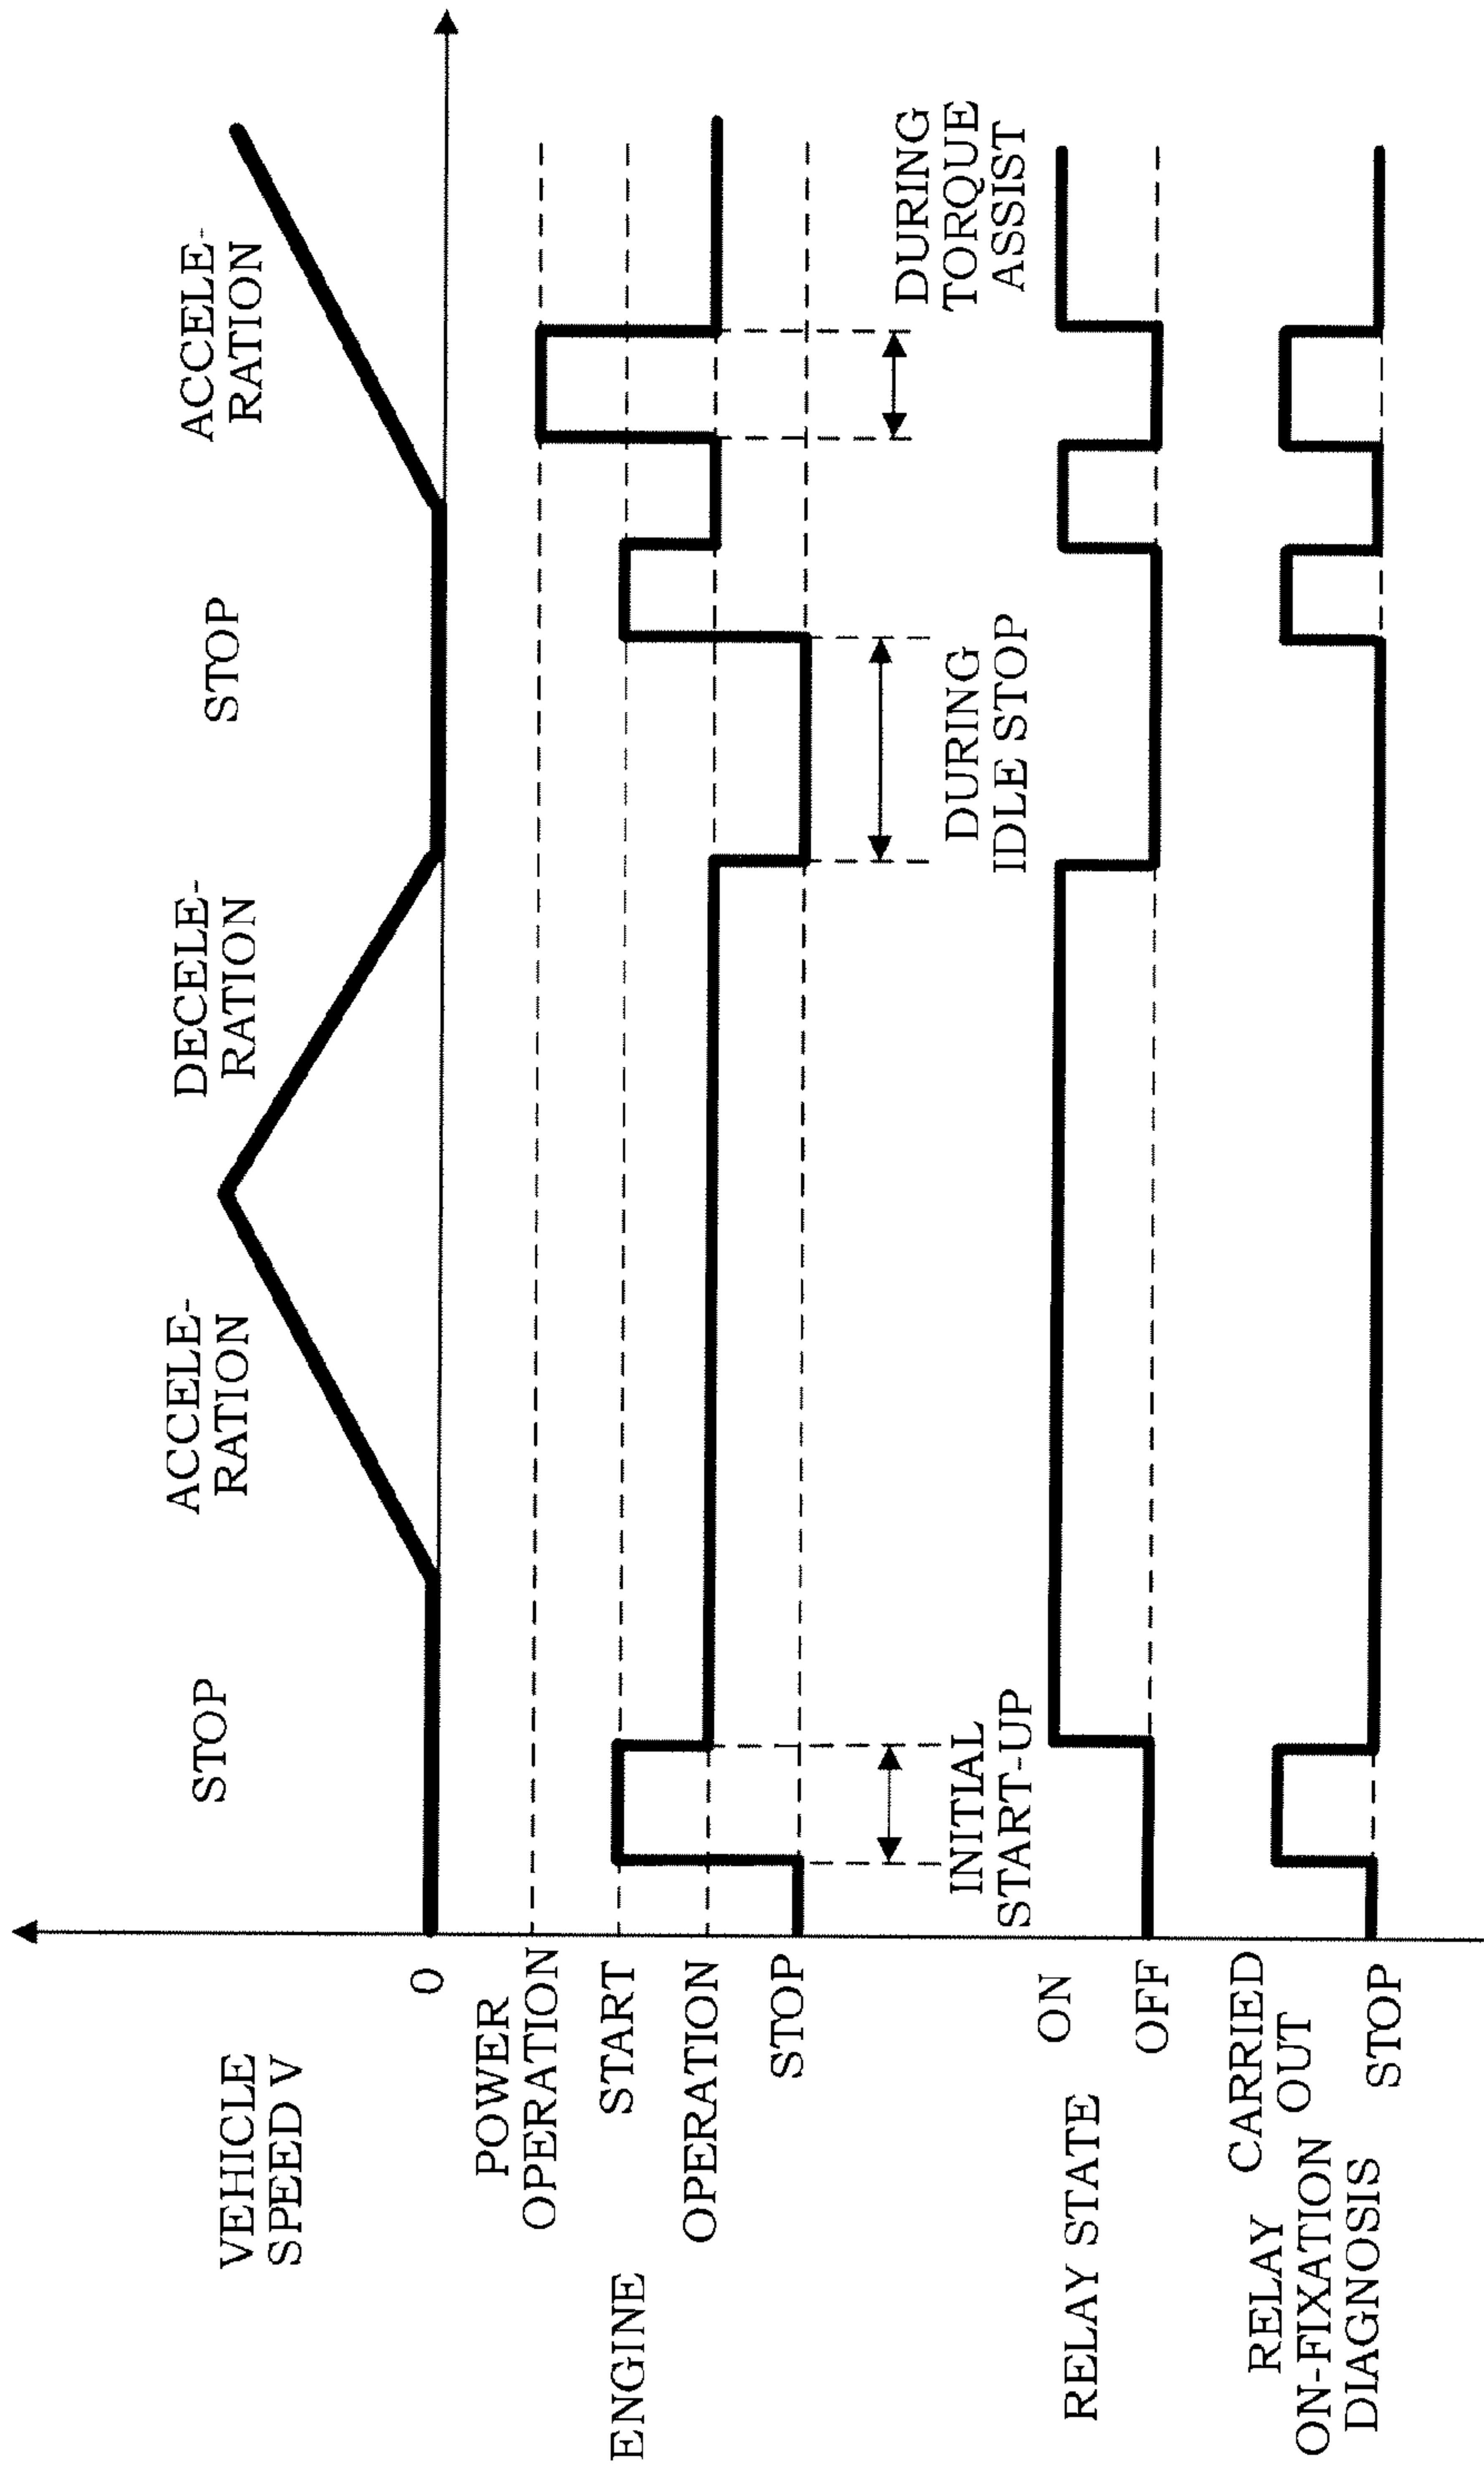 VEHICLE
SPEED V
0
STOP
ACCELE-
RATION
DECELE-
RATION
STOP
ACCELE-
RATION
ENGINE
POWER
OPERATION
START
OPERATION
STOP
INITIAL
START-UP
DURING
IDLE STOP
DURING
TORQUE
ASSIST
RELAY STATE
ON
OFF
RELAY
ON-FIXATION
DIAGNOSIS
CARRIED
OUT
STOP